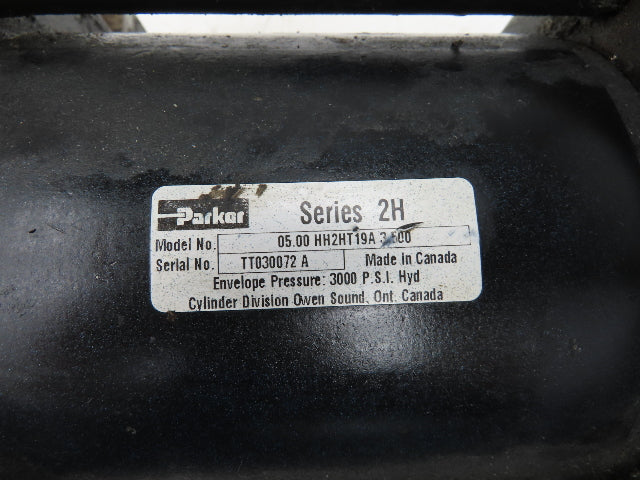 Parker Series 2H
Model No. 05.00 HH2HT19A
Serial No. TT030072 A Made in Canada
Envelope Pressure: 3000 P.S.I. Hyd
Cylinder Division Owen Sound, Ont. Canada